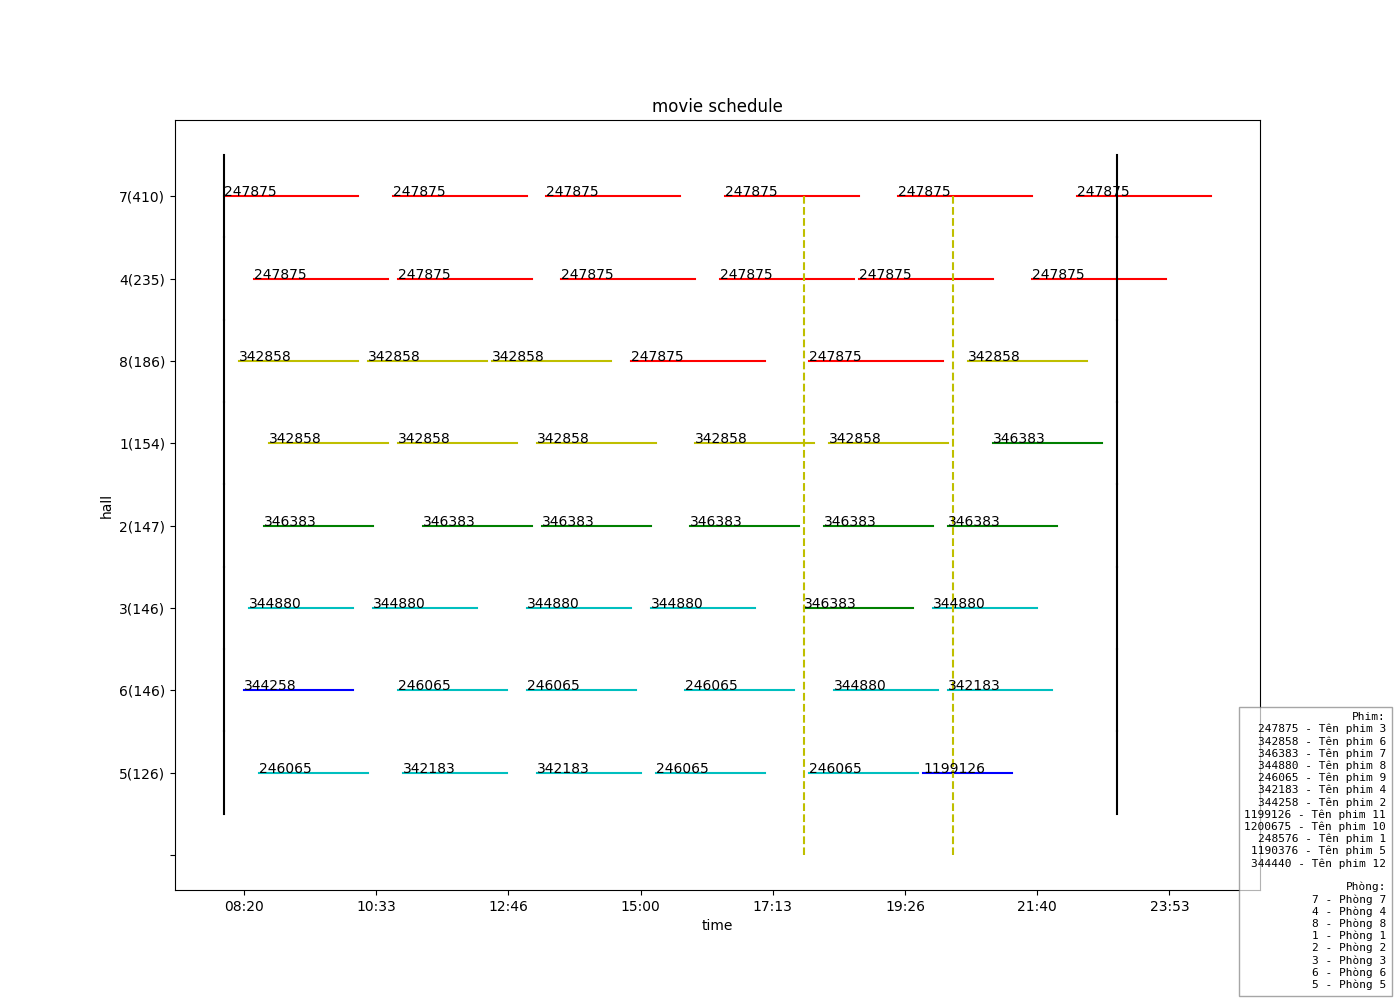 movie schedule
7(410)
247875 247875 247875 247875 247875 247875
4(235)
247875 247875 247875 247875 247875 247875
8(186)
342858 342858 342858 247875 247875 342858
1(154)
342858 342858 342858 342858 342858 346383
hall
2(147)
346383 346383 346383 346383 346383 346383
3(146)
344880 344880 344880 344880 346383 344880
6(146)
344258 246065 246065 246065 344880 342183
5(126)
246065 342183 342183 246065 246065 1199126
08:20 10:33 12:46 15:00 17:13 19:26 21:40 23:53
time
Phim:
247875 - Tên phim 3
342858 - Tên phim 6
346383 - Tên phim 7
344880 - Tên phim 8
246065 - Tên phim 9
342183 - Tên phim 4
344258 - Tên phim 2
1199126 - Tên phim 11
1200675 - Tên phim 10
248576 - Tên phim 1
1190376 - Tên phim 5
344440 - Tên phim 12
Phòng:
7 - Phòng 7
4 - Phòng 4
8 - Phòng 8
1 - Phòng 1
2 - Phòng 2
3 - Phòng 3
6 - Phòng 6
5 - Phòng 5